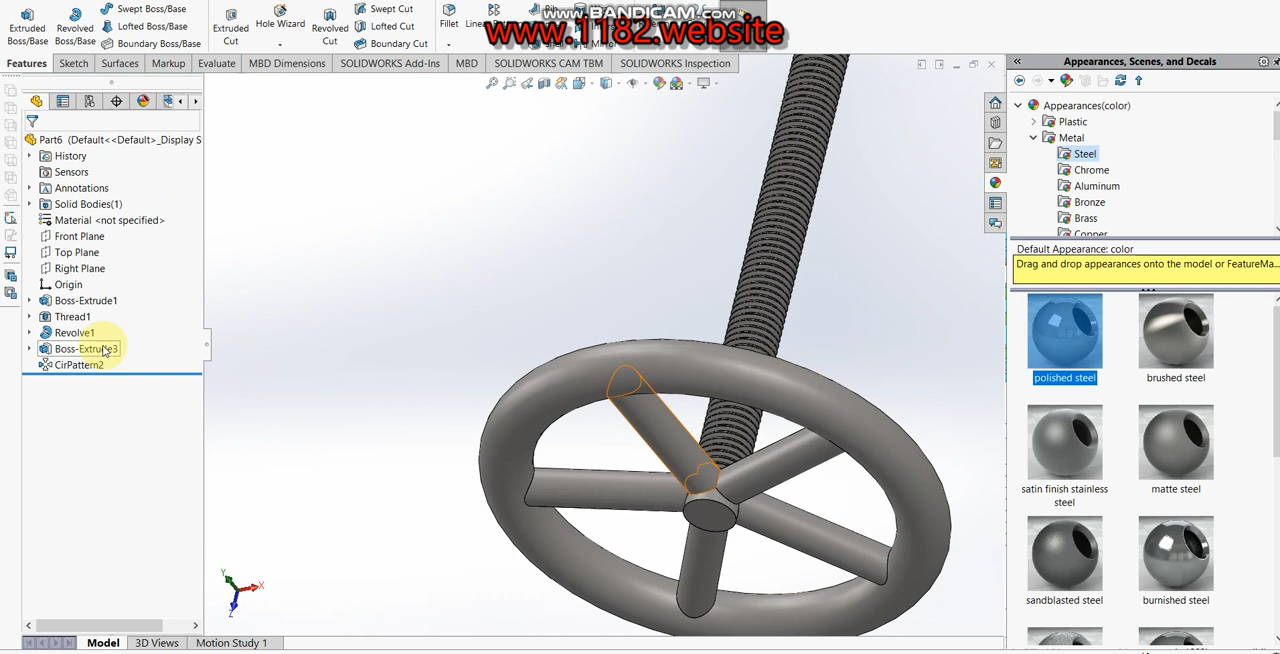 www.BANDICAM.com
www.1182.website
Extruded Boss/Base
Revolved Boss/Base
Swept Boss/Base
Lofted Boss/Base
Boundary Boss/Base
Extruded Cut
Hole Wizard
Revolved Cut
Swept Cut
Lofted Cut
Boundary Cut
Fillet
Features
Sketch
Surfaces
Markup
Evaluate
MBD Dimensions
SOLIDWORKS Add-Ins
MBD
SOLIDWORKS CAM TBM
SOLIDWORKS Inspection
Part6 (Default<<Default>_Display S
History
Sensors
Annotations
Solid Bodies(1)
Material <not specified>
Front Plane
Top Plane
Right Plane
Origin
Boss-Extrude1
Thread1
Revolve1
Boss-Extrude3
CirPattern2
Y
X
Z
Model
3D Views
Motion Study 1
Appearances, Scenes, and Decals
Appearances(color)
Plastic
Metal
Steel
Chrome
Aluminum
Bronze
Brass
Copper
Default Appearance: color
Drag and drop appearances onto the model or FeatureMa...
polished steel
brushed steel
satin finish stainless steel
matte steel
sandblasted steel
burnished steel